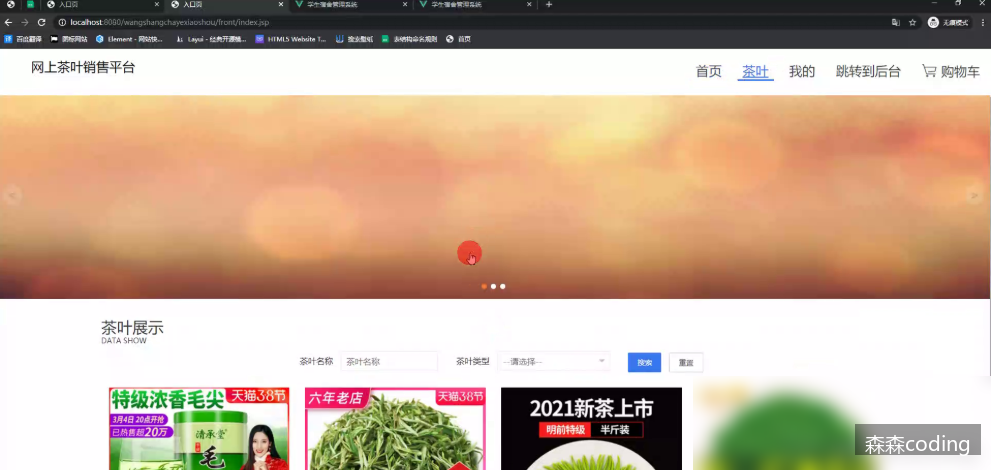 入口页
入口页
学生宿舍管理系统
学生宿舍管理系统
localhost:8080/wangshangchayexiaoshou/front/index.jsp
无痕模式
百度翻译
图标网站
Element - 网站快...
Layui - 经典开源模...
HTML5 Website T...
搜索壁纸
表结构命名规则
首页
网上茶叶销售平台
首页
茶叶
我的
跳转到后台
购物车
茶叶展示
DATA SHOW
茶叶名称
茶叶名称
茶叶类型
---请选择---
搜索
重置
特级浓香毛尖
天猫38节
3月4日 20点开抢
已热售超20万
清承堂
毛
六年老店
天猫38节
2021新茶上市
明前特级
半斤装
森森coding